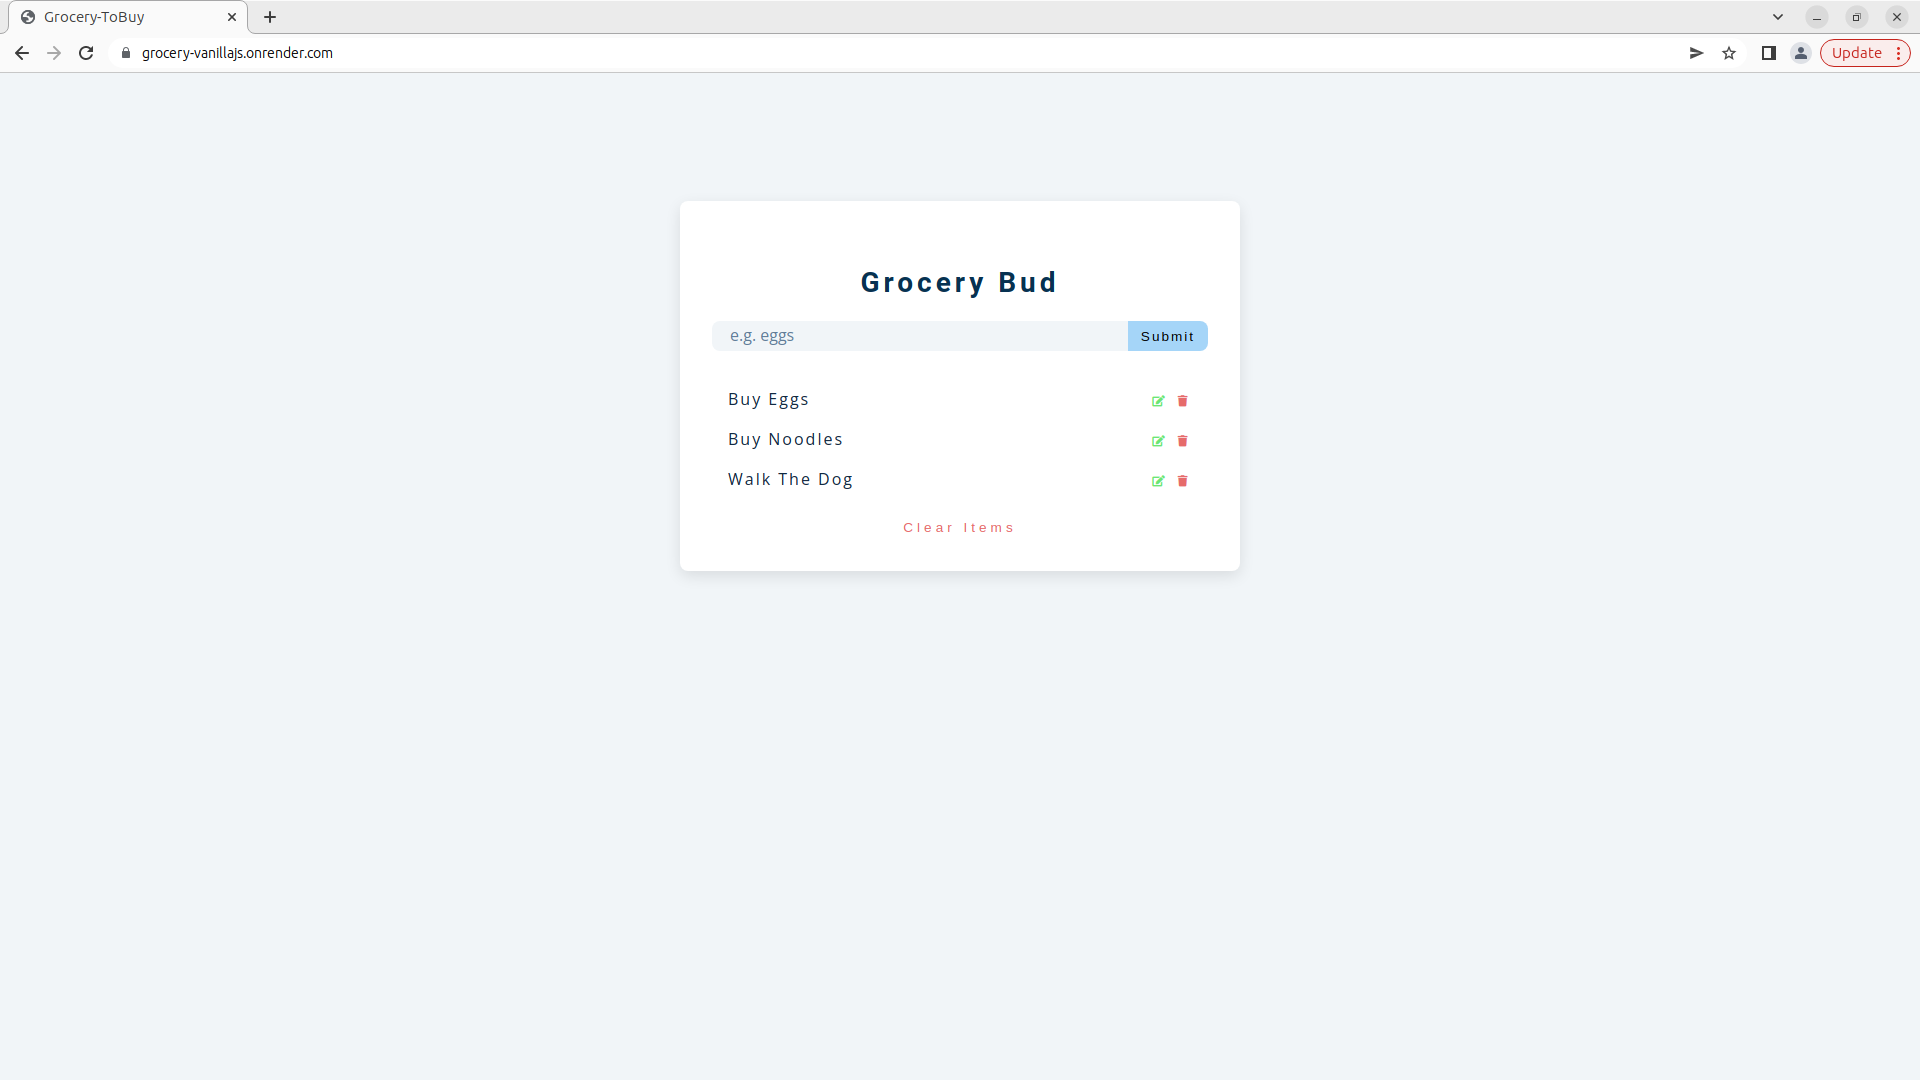 Grocery-ToBuy
grocery-vanillajs.onrender.com
Update
Grocery Bud
e.g. eggs
Submit
Buy Eggs
Buy Noodles
Walk The Dog
Clear Items